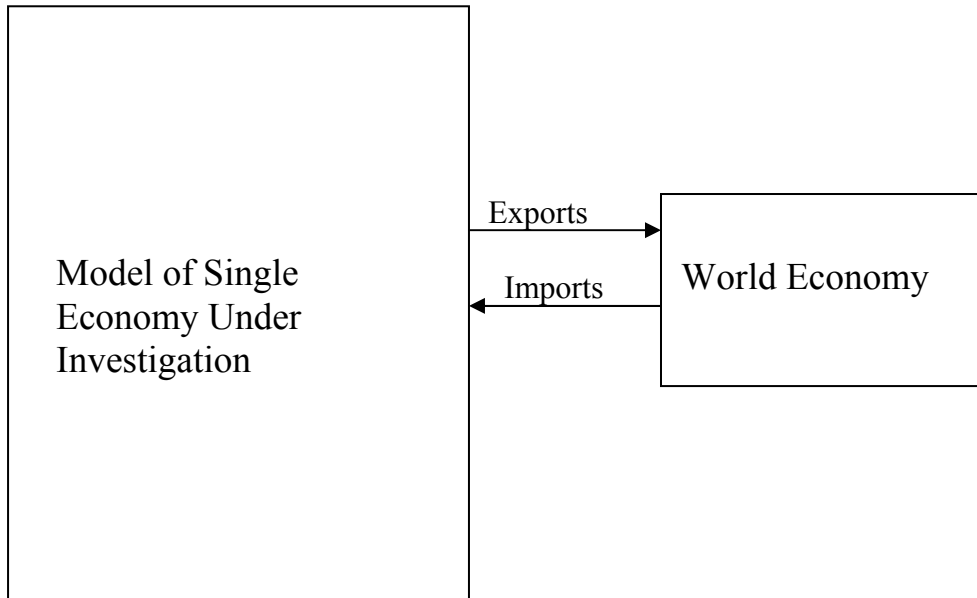 Model of Single
Economy Under
Investigation
Exports
Imports
World Economy